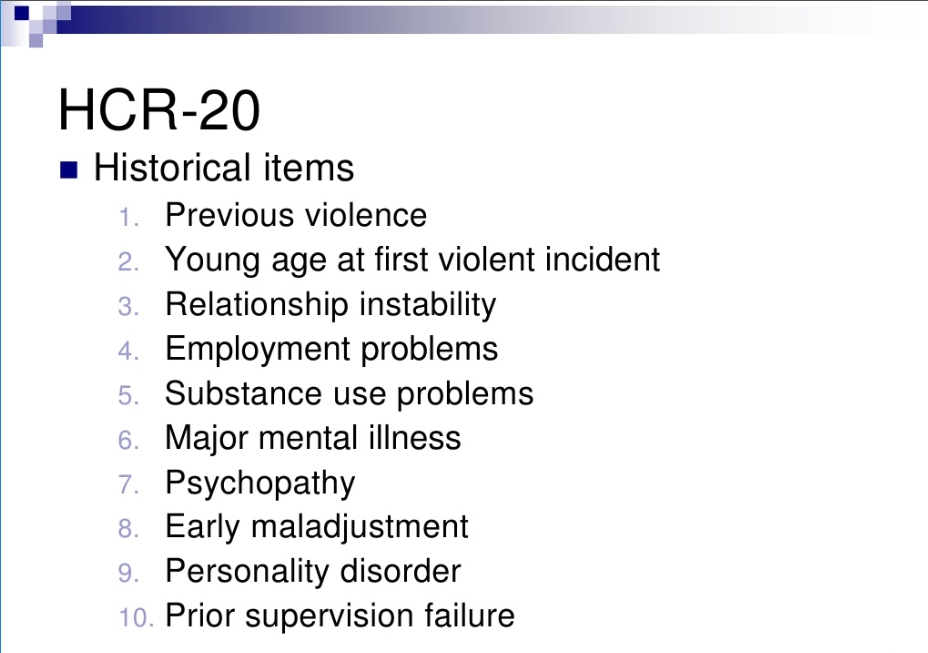 HCR-20
Historical items
1. Previous violence
2. Young age at first violent incident
3. Relationship instability
4. Employment problems
5. Substance use problems
6. Major mental illness
7. Psychopathy
8. Early maladjustment
9. Personality disorder
10. Prior supervision failure